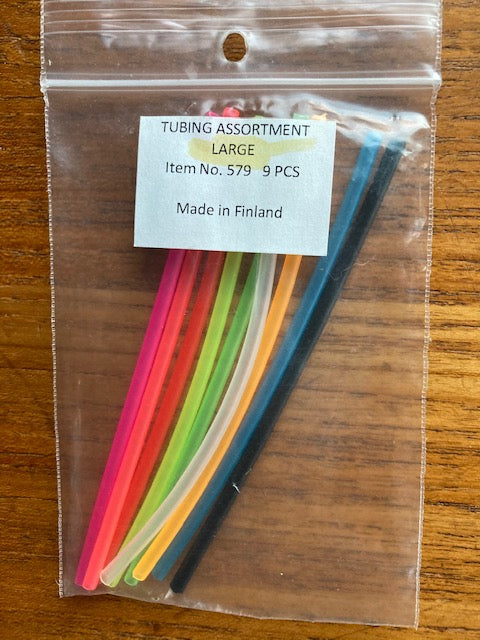 TUBING ASSORTMENT
LARGE
Item No. 579 9 PCS
Made in Finland